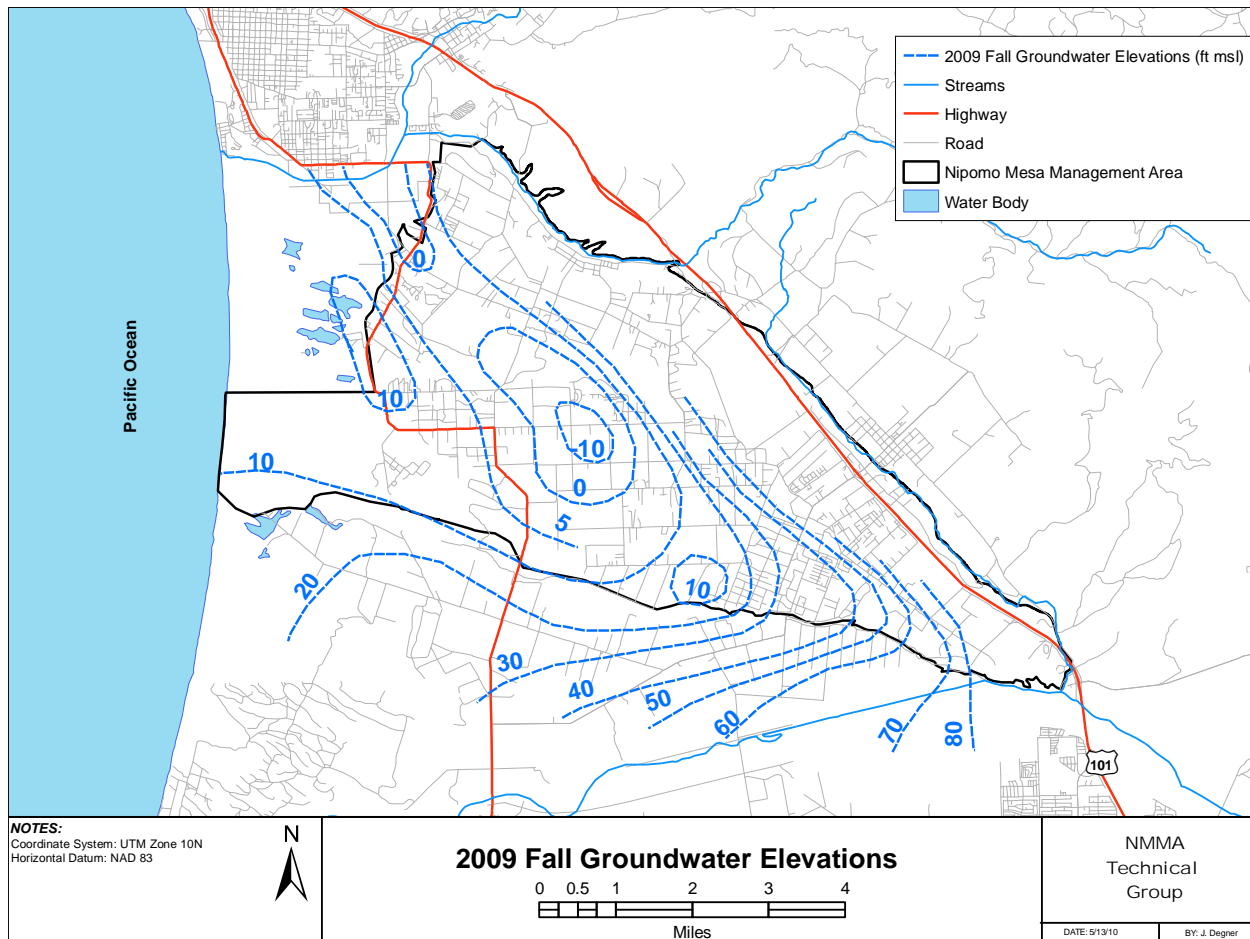 2009 Fall Groundwater Elevations (ft msl)
Streams
Highway
Road
Nipomo Mesa Management Area
Water Body
Pacific Ocean
0
10
-10
10
0
5
10
20
30
40
50
60
70
80
101
NOTES:
Coordinate System: UTM Zone 10N
Horizontal Datum: NAD 83
N
2009 Fall Groundwater Elevations
0 0.5 1 2 3 4
Miles
NMMA
Technical
Group
DATE: 5/13/10
BY: J. Degner